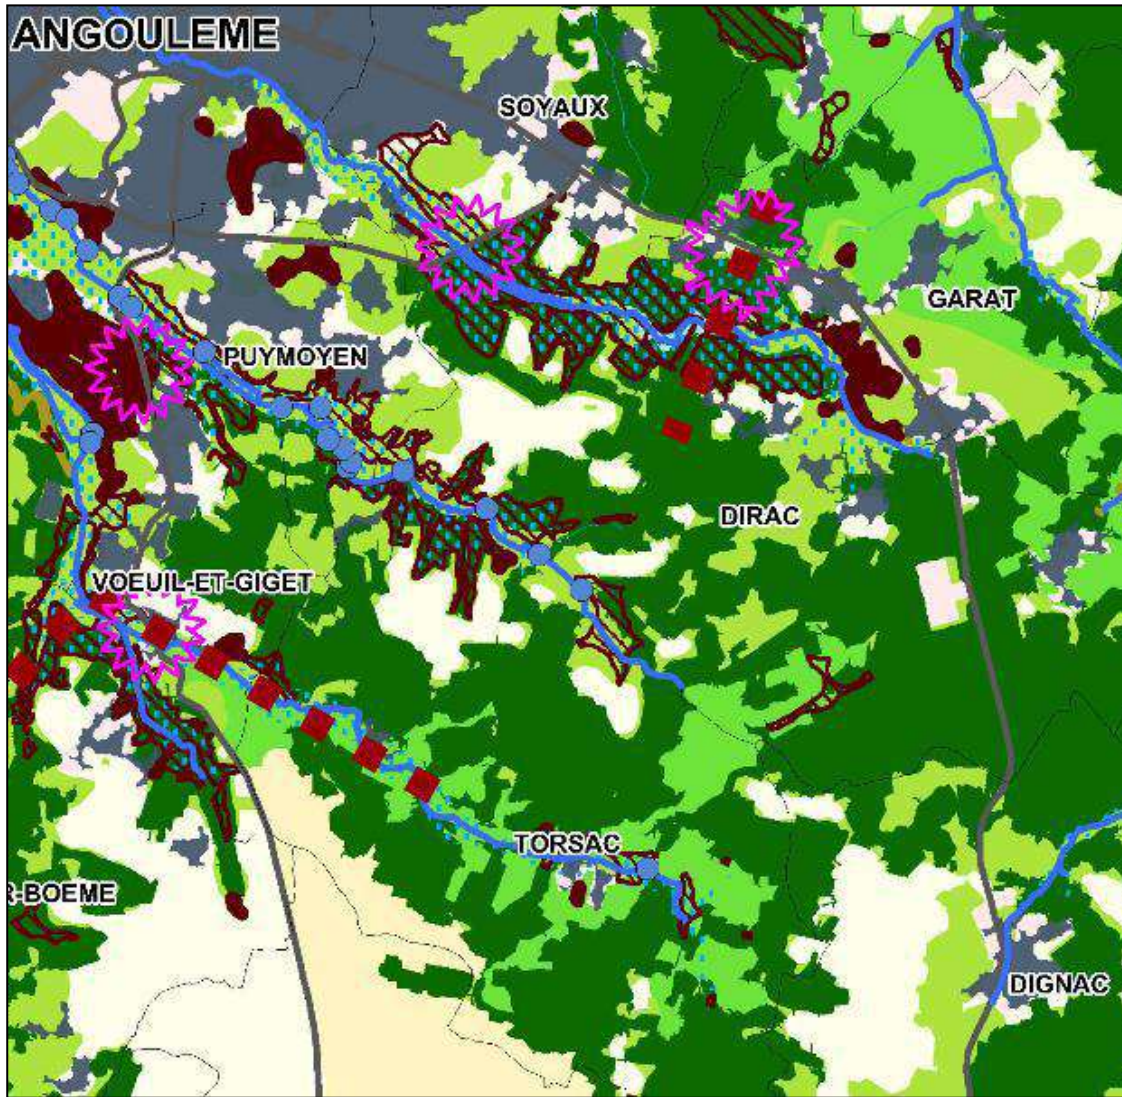 ANGOULEME
SOYAUX
GARAT
PUYMOYEN
DIRAC
VOEUIL-ET-GIGET
TORSAC
R-BOEME
DIGNAC